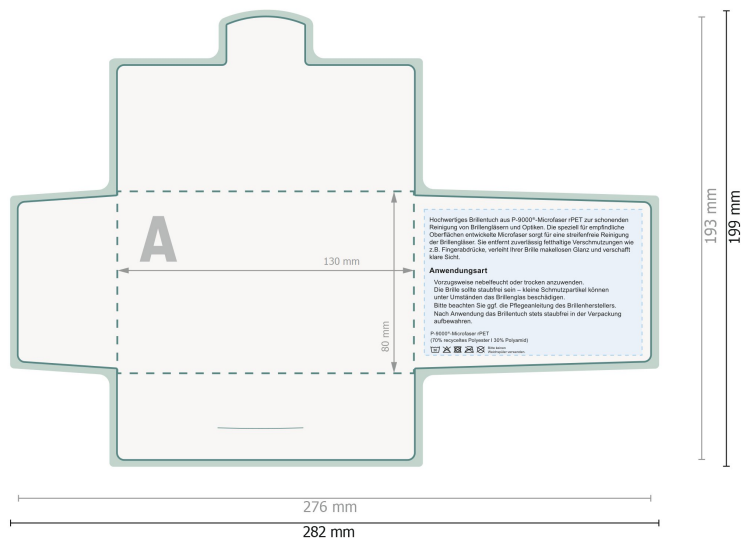 A
130 mm
80 mm
Hochwertiges Brillentuch aus P-9000®-Microfaser rPET zur schonenden
Reinigung von Brillengläsern und Optiken. Die speziell für empfindliche
Oberflächen entwickelte Microfaser sorgt für eine streifenfreie Reinigung
der Brillengläser. Sie entfernt zuverlässig fetthaltige Verschmutzungen wie
z.B. Fingerabdrücke, verleiht Ihrer Brille makellosen Glanz und verschafft
klare Sicht.
Anwendungsart
Vorzugsweise nebelfeucht oder trocken anzuwenden.
Die Brille sollte staubfrei sein – kleine Schmutzpartikel können
unter Umständen das Brillenglas beschädigen.
Bitte beachten Sie ggf. die Pflegeanleitung des Brillenherstellers.
Nach Anwendung das Brillentuch stets staubfrei in der Verpackung
aufbewahren.
P-9000®-Microfaser rPET
(70% recyceltes Polyester I 30% Polyamid)
Bitte keinen
Weichspüler verwenden.
193 mm
199 mm
276 mm
282 mm